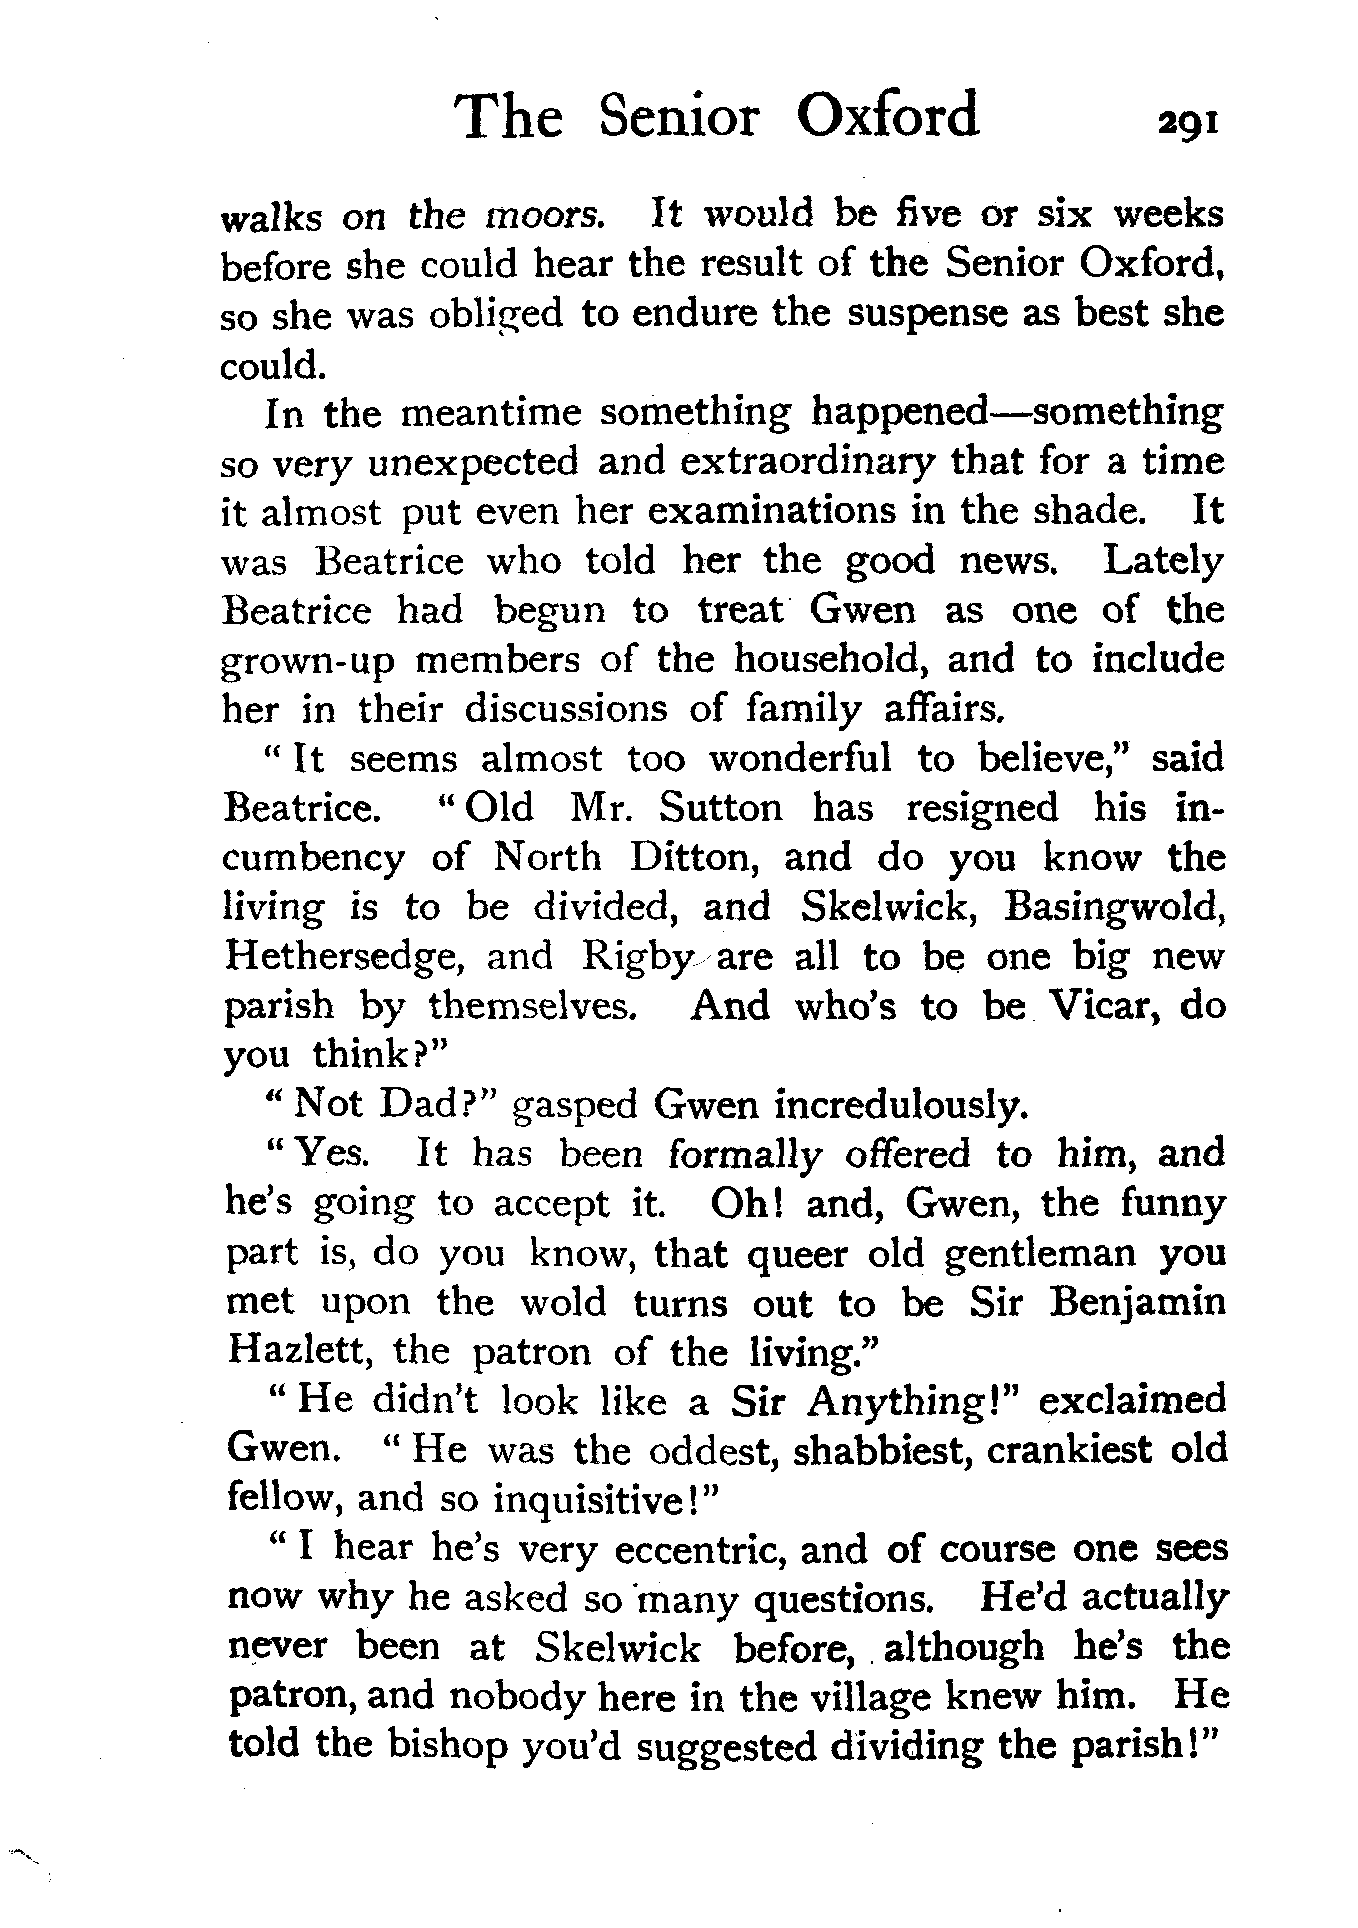 The Senior Oxford 291
walks on the moors. It would be five or six weeks
before she could hear the result of the Senior Oxford,
so she was obliged to endure the suspense as best she
could.
In the meantime something happened—something
so very unexpected and extraordinary that for a time
it almost put even her examinations in the shade. It
was Beatrice who told her the good news. Lately
Beatrice had begun to treat Gwen as one of the
grown-up members of the household, and to include
her in their discussions of family affairs.
“It seems almost too wonderful to believe,” said
Beatrice. “Old Mr. Sutton has resigned his in-
cumbency of North Ditton, and do you know the
living is to be divided, and Skelwick, Basingwold,
Hethersedge, and Rigby are all to be one big new
parish by themselves. And who’s to be Vicar, do
you think?”
“Not Dad?” gasped Gwen incredulously.
“Yes. It has been formally offered to him, and
he’s going to accept it. Oh! and, Gwen, the funny
part is, do you know, that queer old gentleman you
met upon the wold turns out to be Sir Benjamin
Hazlett, the patron of the living.”
“He didn’t look like a Sir Anything!” exclaimed
Gwen. “He was the oddest, shabbiest, crankiest old
fellow, and so inquisitive!”
“I hear he’s very eccentric, and of course one sees
now why he asked so many questions. He’d actually
never been at Skelwick before, although he’s the
patron, and nobody here in the village knew him. He
told the bishop you’d suggested dividing the parish!”